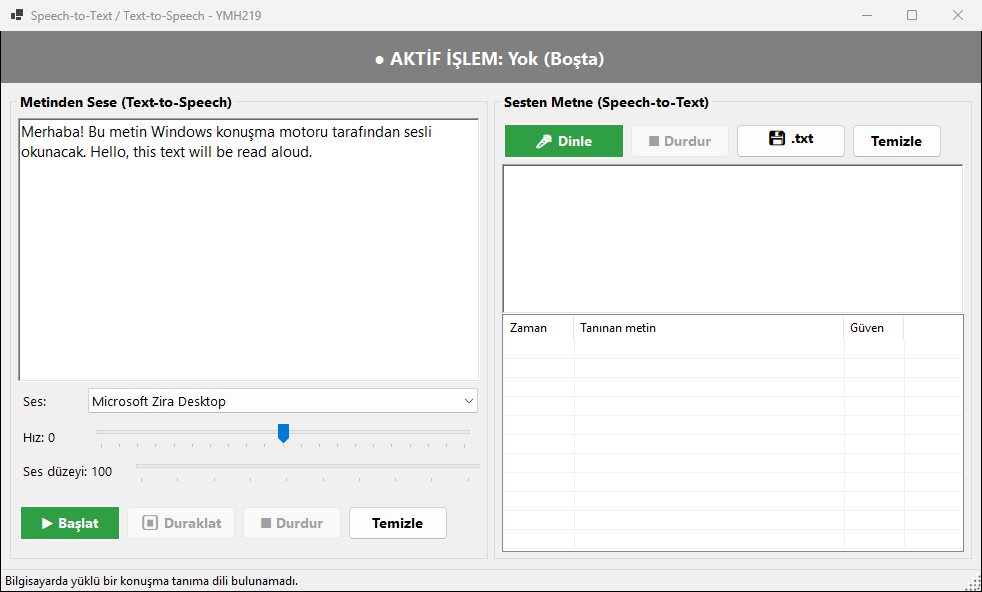 Speech-to-Text / Text-to-Speech - YMH219
● AKTİF İŞLEM: Yok (Boşta)
Metinden Sese (Text-to-Speech)
Merhaba! Bu metin Windows konuşma motoru tarafından sesli
okunacak. Hello, this text will be read aloud.
Ses:
Microsoft Zira Desktop
Hız: 0
Ses düzeyi: 100
Başlat
Duraklat
Durdur
Temizle
Sesten Metne (Speech-to-Text)
Dinle
Durdur
.txt
Temizle
Zaman
Tanınan metin
Güven
Bilgisayarda yüklü bir konuşma tanıma dili bulunamadı.